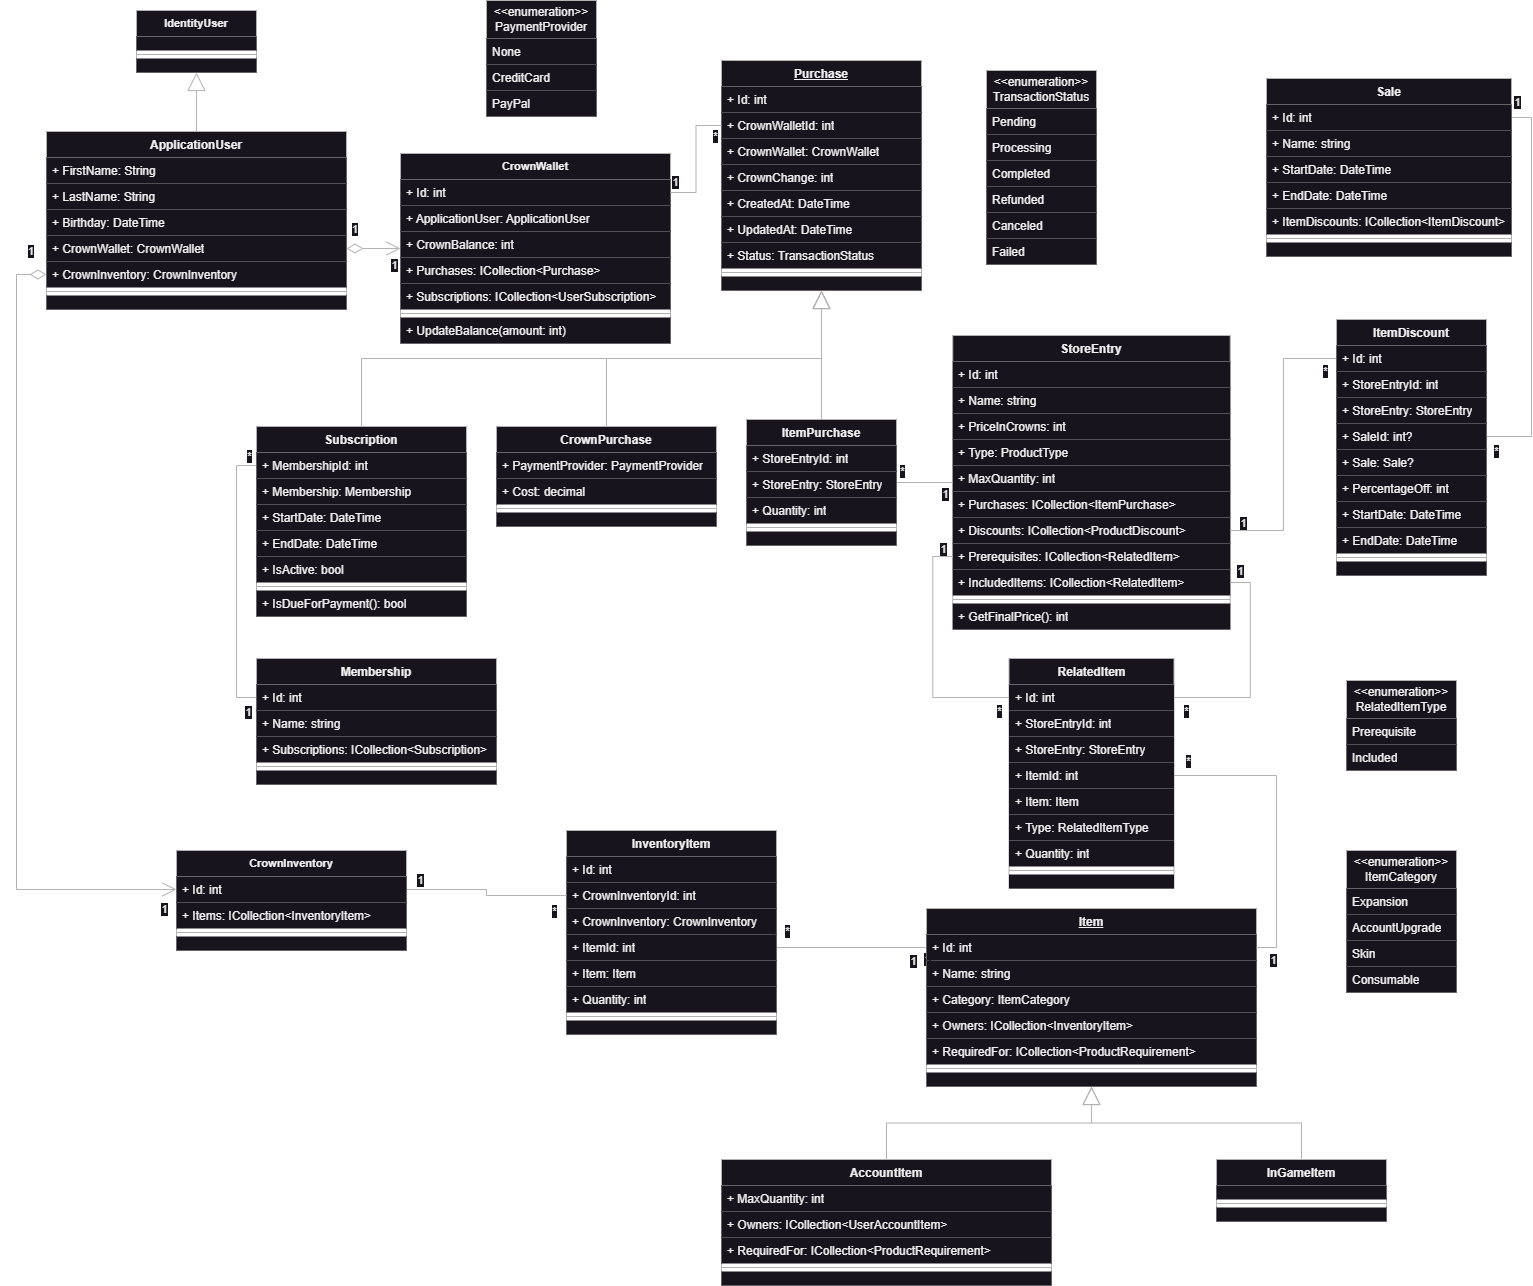 IdentityUser
<<enumeration>>
PaymentProvider
None
CreditCard
PayPal
Purchase
+ Id: int
+ CrownWalletId: int
+ CrownWallet: CrownWallet
+ CrownChange: int
+ CreatedAt: DateTime
+ UpdatedAt: DateTime
+ Status: TransactionStatus
<<enumeration>>
TransactionStatus
Pending
Processing
Completed
Refunded
Canceled
Failed
Sale
+ Id: int
+ Name: string
+ StartDate: DateTime
+ EndDate: DateTime
+ ItemDiscounts: ICollection<ItemDiscount>
1
ApplicationUser
+ FirstName: String
+ LastName: String
+ Birthday: DateTime
+ CrownWallet: CrownWallet
+ CrownInventory: CrownInventory
1
1
1
CrownWallet
+ Id: int
+ ApplicationUser: ApplicationUser
+ CrownBalance: int
+ Purchases: ICollection<Purchase>
+ Subscriptions: ICollection<UserSubscription>
+ UpdateBalance(amount: int)
1
*
StoreEntry
+ Id: int
+ Name: string
+ PriceInCrowns: int
+ Type: ProductType
+ MaxQuantity: int
+ Purchases: ICollection<ItemPurchase>
+ Discounts: ICollection<ProductDiscount>
+ Prerequisites: ICollection<RelatedItem>
+ IncludedItems: ICollection<RelatedItem>
+ GetFinalPrice(): int
1
1
1
1
ItemDiscount
+ Id: int
+ StoreEntryId: int
+ StoreEntry: StoreEntry
+ SaleId: int?
+ Sale: Sale?
+ PercentageOff: int
+ StartDate: DateTime
+ EndDate: DateTime
*
*
Subscription
+ MembershipId: int
+ Membership: Membership
+ StartDate: DateTime
+ EndDate: DateTime
+ IsActive: bool
+ IsDueForPayment(): bool
*
CrownPurchase
+ PaymentProvider: PaymentProvider
+ Cost: decimal
ItemPurchase
+ StoreEntryId: int
+ StoreEntry: StoreEntry
+ Quantity: int
*
Membership
+ Id: int
+ Name: string
+ Subscriptions: ICollection<Subscription>
1
RelatedItem
+ Id: int
+ StoreEntryId: int
+ StoreEntry: StoreEntry
+ ItemId: int
+ Item: Item
+ Type: RelatedItemType
+ Quantity: int
*
*
*
<<enumeration>>
RelatedItemType
Prerequisite
Included
CrownInventory
+ Id: int
+ Items: ICollection<InventoryItem>
1
1
InventoryItem
+ Id: int
+ CrownInventoryId: int
+ CrownInventory: CrownInventory
+ ItemId: int
+ Item: Item
+ Quantity: int
*
*
<<enumeration>>
ItemCategory
Expansion
AccountUpgrade
Skin
Consumable
Item
+ Id: int
+ Name: string
+ Category: ItemCategory
+ Owners: ICollection<InventoryItem>
+ RequiredFor: ICollection<ProductRequirement>
1
1
AccountItem
+ MaxQuantity: int
+ Owners: ICollection<UserAccountItem>
+ RequiredFor: ICollection<ProductRequirement>
InGameItem